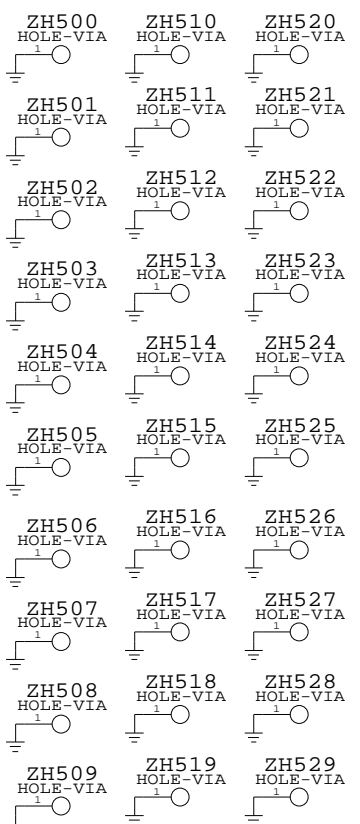 ZH500
HOLE-VIA
1
ZH510
HOLE-VIA
1
ZH520
HOLE-VIA
1
ZH501
HOLE-VIA
1
ZH511
HOLE-VIA
1
ZH521
HOLE-VIA
1
ZH502
HOLE-VIA
1
ZH512
HOLE-VIA
1
ZH522
HOLE-VIA
1
ZH503
HOLE-VIA
1
ZH513
HOLE-VIA
1
ZH523
HOLE-VIA
1
ZH504
HOLE-VIA
1
ZH514
HOLE-VIA
1
ZH524
HOLE-VIA
1
ZH505
HOLE-VIA
1
ZH515
HOLE-VIA
1
ZH525
HOLE-VIA
1
ZH506
HOLE-VIA
1
ZH516
HOLE-VIA
1
ZH526
HOLE-VIA
1
ZH507
HOLE-VIA
1
ZH517
HOLE-VIA
1
ZH527
HOLE-VIA
1
ZH508
HOLE-VIA
1
ZH518
HOLE-VIA
1
ZH528
HOLE-VIA
1
ZH509
HOLE-VIA
1
ZH519
HOLE-VIA
1
ZH529
HOLE-VIA
1